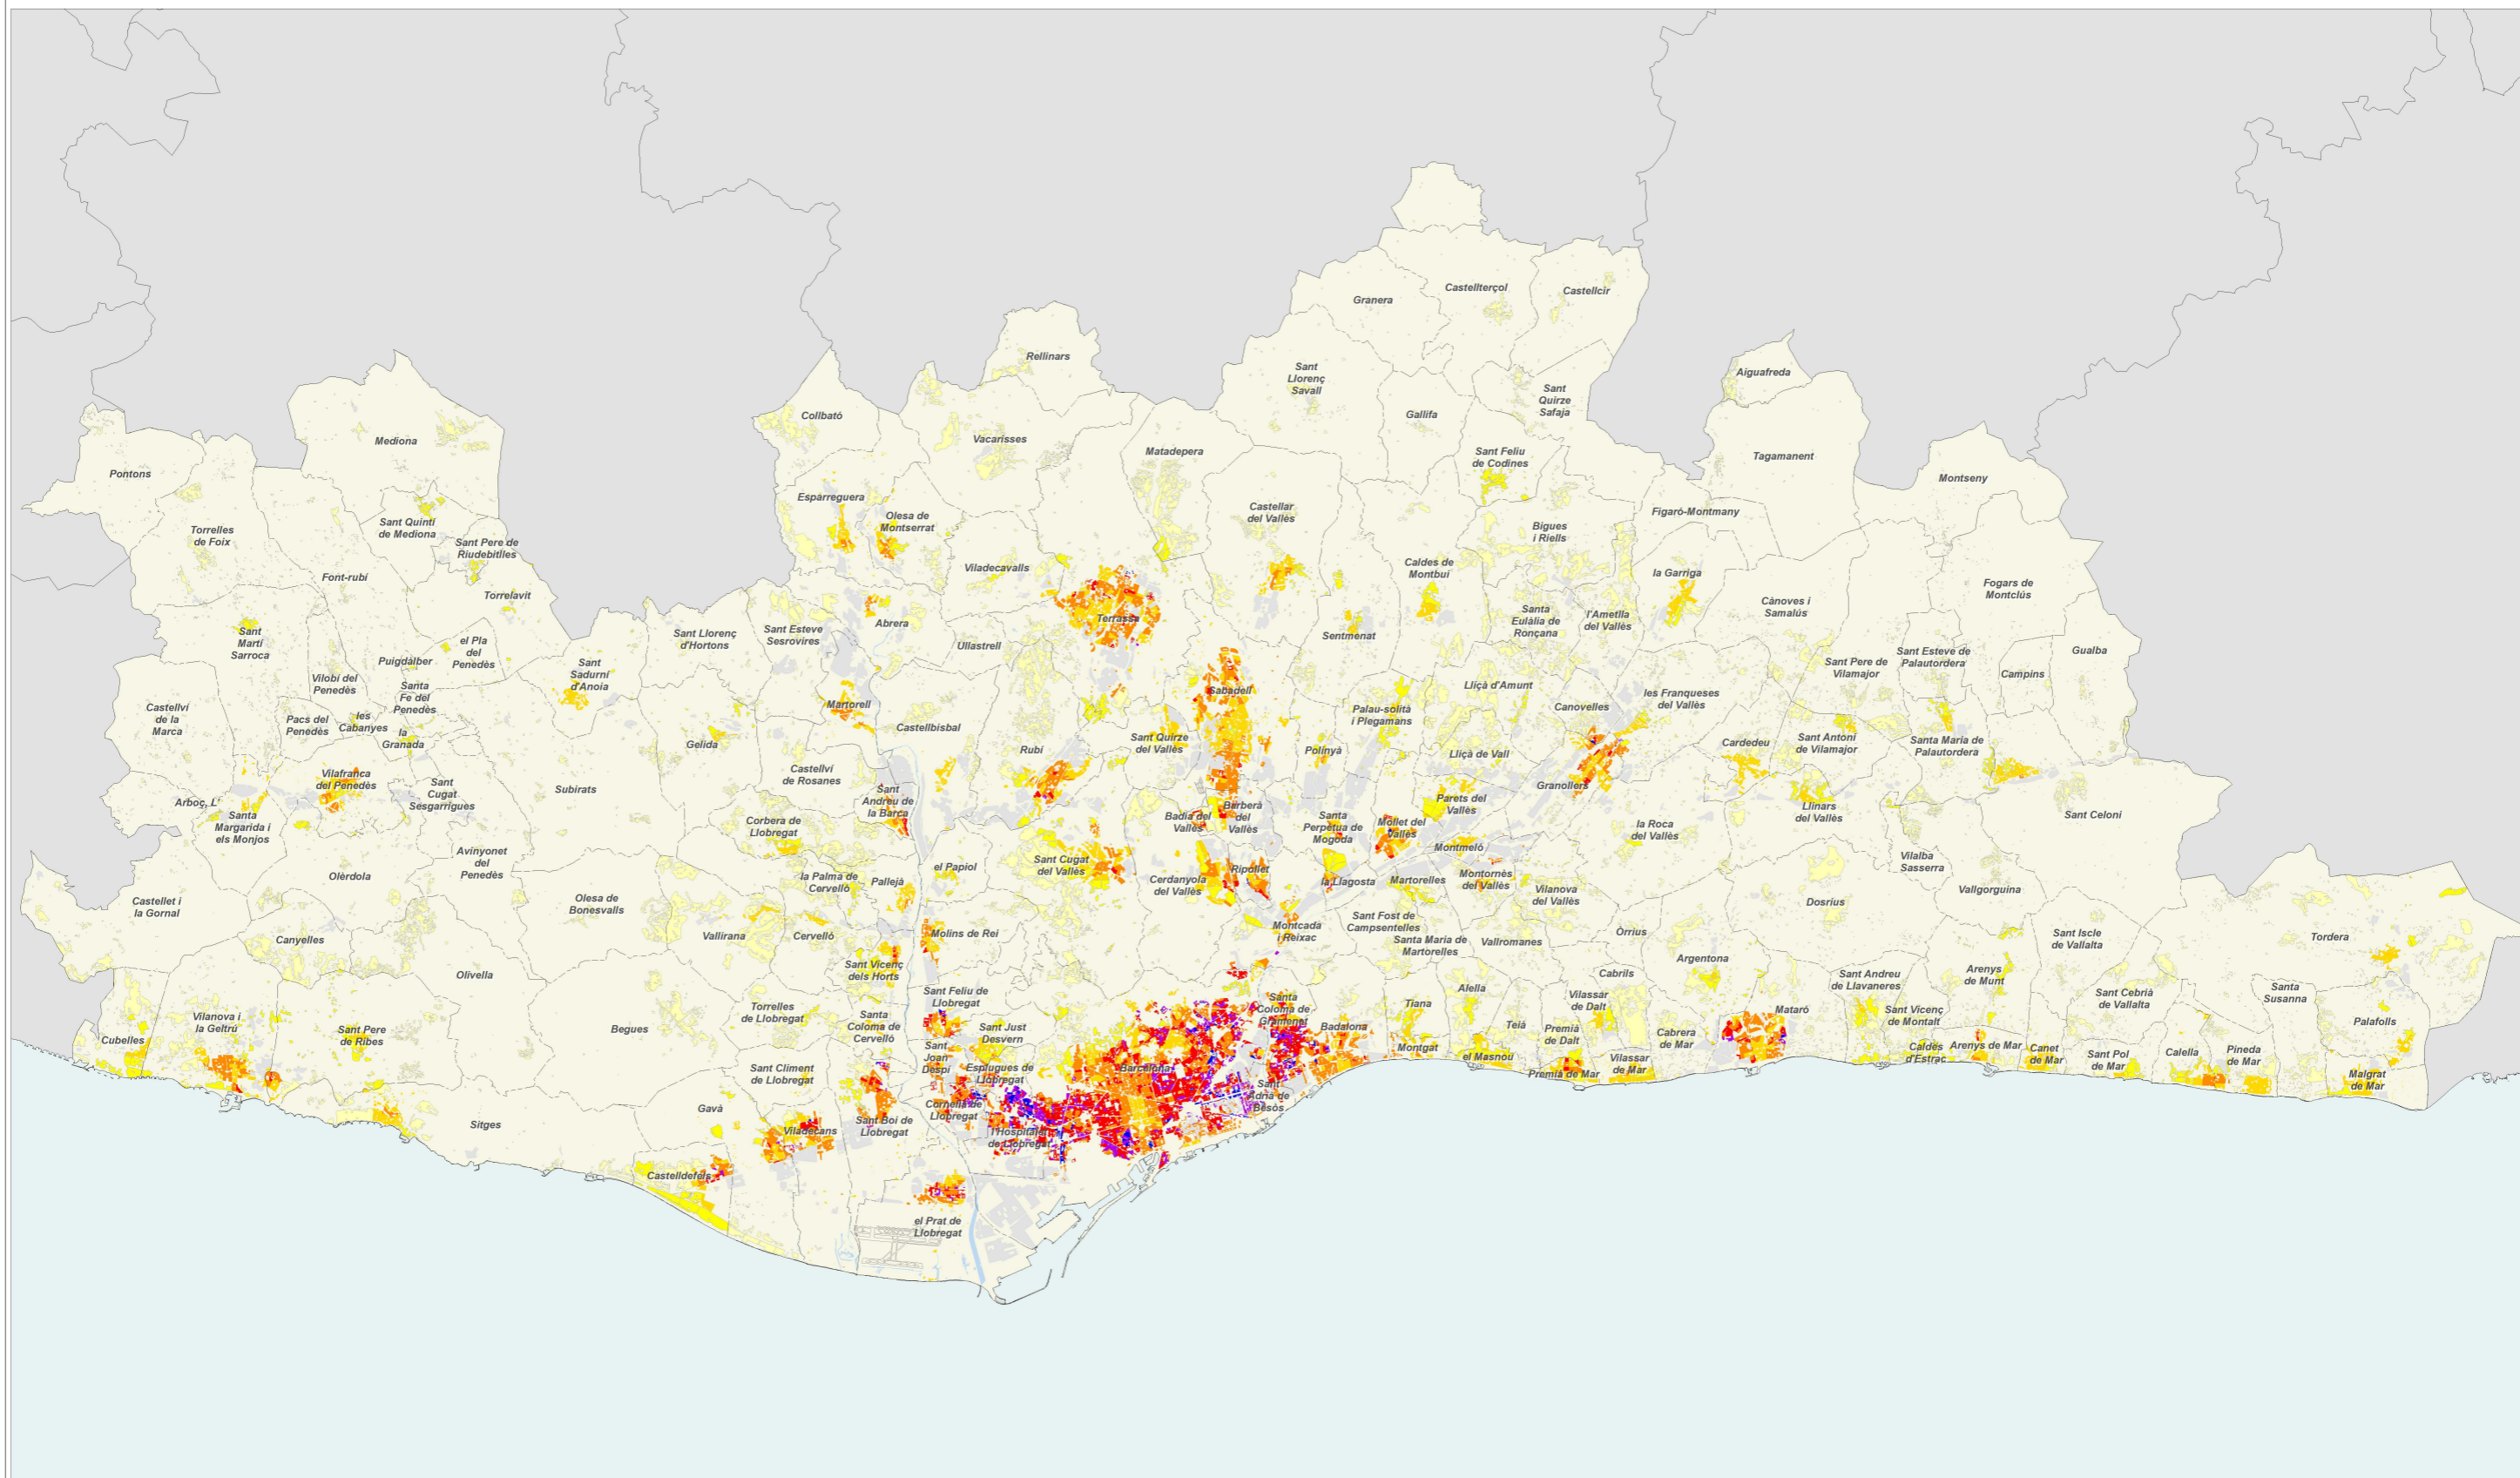 Granera
Castellterçol
Castellcir
Rellinars
Sant
Llorenç
Savall
Aiguafreda
Collbató
Gallifa
Sant
Quirze
Safaja
Mediona
Vacarisses
Matadepera
Sant Feliu
de Codines
Tagamanent
Pontons
Montseny
Esparreguera
Castellar
del Vallès
Figaró-Montmany
Torrelles
de Foix
Sant Quintí
de Mediona
Olesa de
Montserrat
Bigues
i Riells
Sant Pere de
Riudebitlles
Viladecavalls
Caldes de
Montbui
la Garriga
Font-rubí
Fogars de
Montclús
Torrelavit
Cànoves i
Samalús
Terrassa
Santa
Eulàlia de
Ronçana
l'Ametlla
del Vallès
Sant
Martí
Sarroca
el Pla
del
Penedès
Sant Llorenç
d'Hortons
Sant Esteve
Sesrovires
Abrera
Ullastrell
Sentmenat
Puigdàlber
Sant
Sadurní
d'Anoia
Sant Pere de
Vilamajor
Sant Esteve de
Palautordera
Gualba
Vilobí del
Penedès
Santa
Fe del
Penedès
Campins
Castellví
de la
Marca
Sabadell
Lliçà d'Amunt
les Franqueses
del Vallès
Pacs del
Penedès
les
Cabanyes
la
Granada
Martorell
Palau-solità
i Plegamans
Canovelles
Gelida
Castellbisbal
Rubí
Sant Quirze
del Vallès
Polinyà
Lliçà de Vall
Cardedeu
Sant Antoni
de Vilamajor
Santa Maria de
Palautordera
Vilafranca
del Penedès
Sant
Cugat
Sesgarrigues
Subirats
Castellví
de Rosanes
Granollers
Arboç, L'
Santa
Margarida i
els Monjos
Sant
Andreu de
la Barca
Badia del
Vallès
Barberà
del
Vallès
Santa
Perpètua de
Mogoda
Mollet del
Vallès
Parets del
Vallès
Llinars
del Vallès
Sant Celoni
Corbera de
Llobregat
la Roca
del Vallès
Montmeló
Avinyonet
del
Penedès
Olèrdola
la Palma de
Cervelló
Pallejà
el Papiol
Sant Cugat
del Vallès
Cerdanyola
del Vallès
Ripollet
la Llagosta
Martorelles
Montornès
del Vallès
Vilanova
del Vallès
Vilalba
Sasserra
Vallgorguina
Castellet i
la Gornal
Olesa de
Bonesvalls
Dosrius
Canyelles
Vallirana
Cervelló
Molins de Rei
Montcada
i Reixac
Sant Fost de
Campsentelles
Santa Maria de
Martorelles
Vallromanes
Òrrius
Sant Iscle
de Vallalta
Tordera
Olivella
Sant Vicenç
dels Horts
Argentona
Cabrils
Sant Andreu
de Llavaneres
Arenys
de Munt
Santa
Susanna
Sant Feliu de
Llobregat
Santa
Coloma de
Gramenet
Alella
Tiana
Vilassar
de Dalt
Mataró
Sant Vicenç
de Montalt
Sant Cebrià
de Vallalta
Vilanova i
la Geltrú
Sant Pere
de Ribes
Begues
Torrelles
de Llobregat
Santa
Coloma de
Cervelló
Sant Just
Desvern
Badalona
Teià
Premià
de Dalt
Cabrera
de Mar
Palafolls
Cubelles
Sant
Joan
Despí
Montgat
el Masnou
Caldes
d'Estrac
Arenys de Mar
Canet
de Mar
Sant Pol
de Mar
Calella
Pineda
de Mar
Sant Climent
de Llobregat
Esplugues de
Llobregat
Barcelona
Premià de Mar
Vilassar
de Mar
Malgrat
de Mar
Sant
Adrià de
Besòs
Gavà
Cornellà de
Llobregat
Sitges
Viladecans
Sant Boi de
Llobregat
l'Hospitalet
de Llobregat
Castelldefels
el Prat de
Llobregat